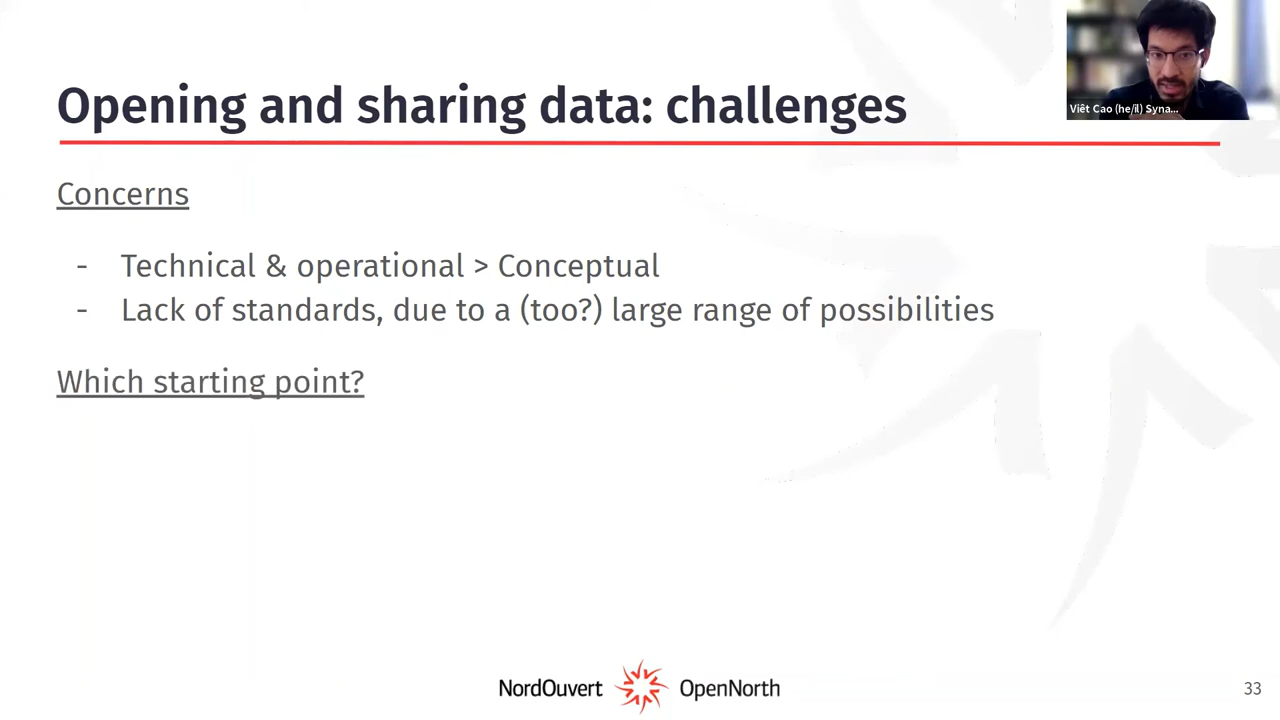 Opening and sharing data: challenges
Viêt Cao (he/il) Syna...
Concerns
- Technical & operational > Conceptual
- Lack of standards, due to a (too?) large range of possibilities
Which starting point?
NordOuvert OpenNorth
33